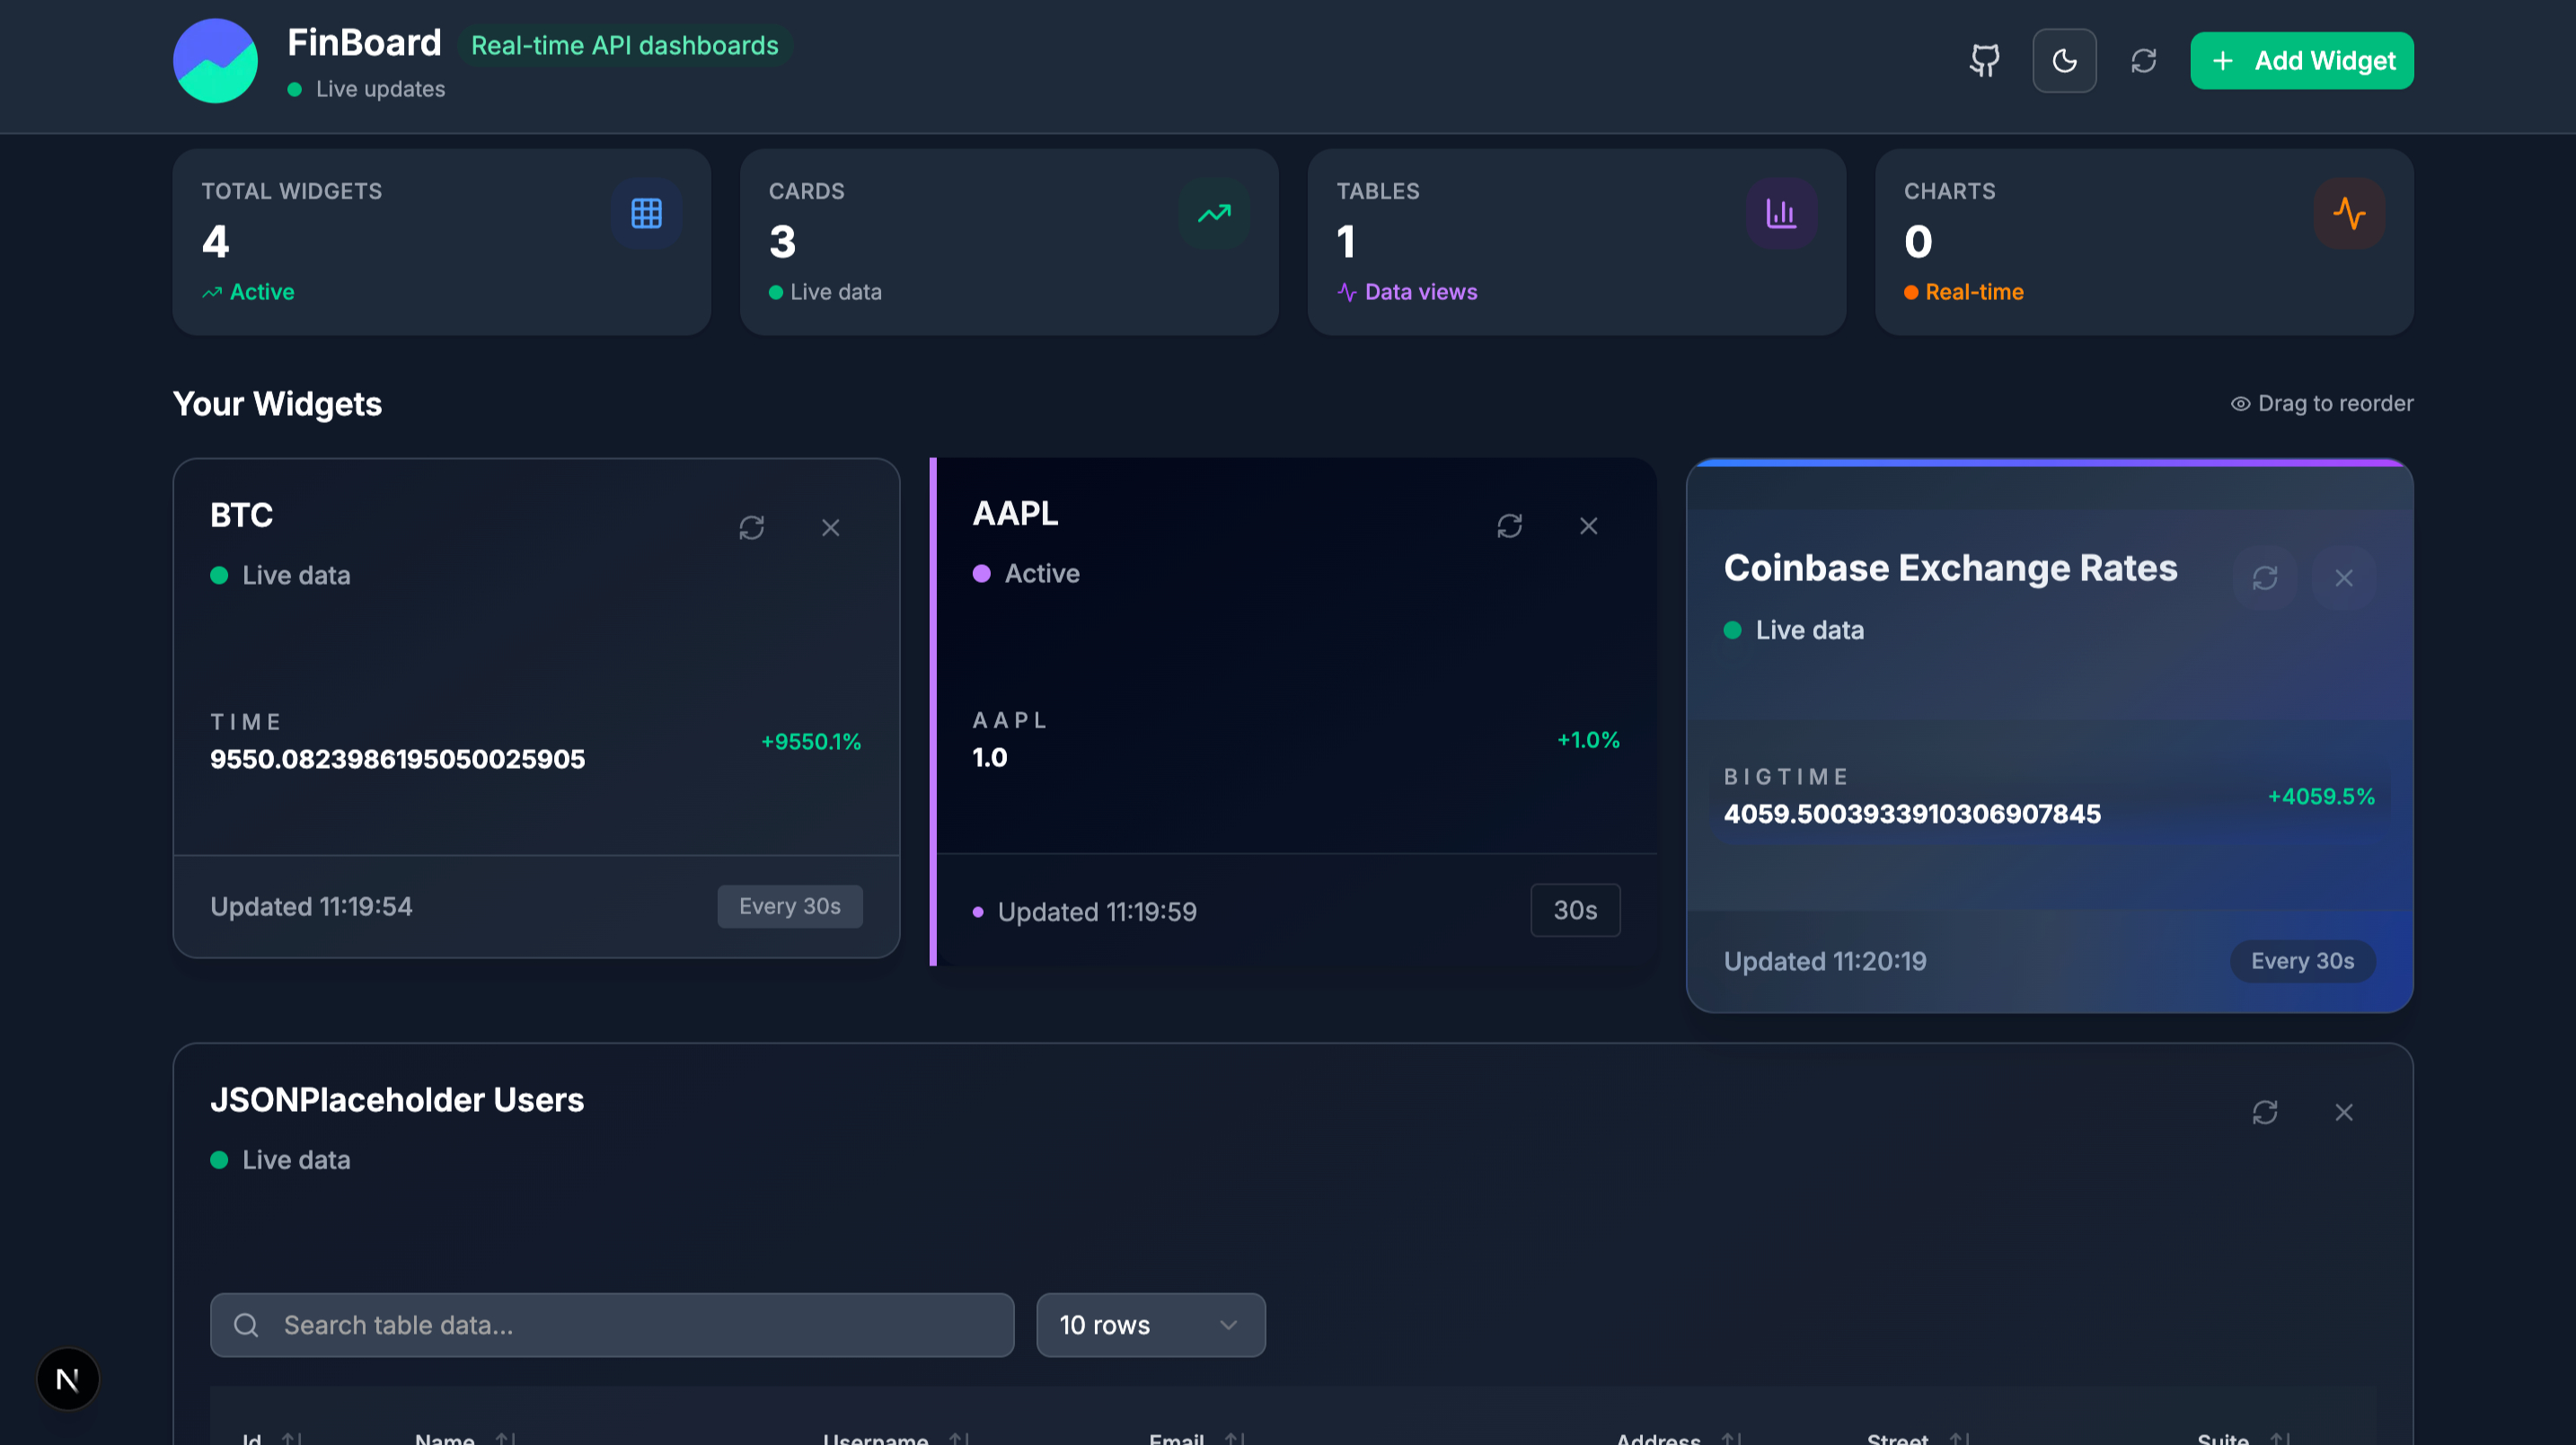 FinBoard Real-time API dashboards
Live updates
Add Widget
TOTAL WIDGETS
4
Active
CARDS
3
Live data
TABLES
1
Data views
CHARTS
0
Real-time
Your Widgets
Drag to reorder
BTC
Live data
TIME
9550.0823986195050025905
+9550.1%
Updated 11:19:54
Every 30s
AAPL
Active
AAPL
1.0
+1.0%
Updated 11:19:59
30s
Coinbase Exchange Rates
Live data
BIGTIME
4059.5003933910306907845
+4059.5%
Updated 11:20:19
Every 30s
JSONPlaceholder Users
Live data
Search table data...
10 rows
N
Id Name Username Email Address Street Suite